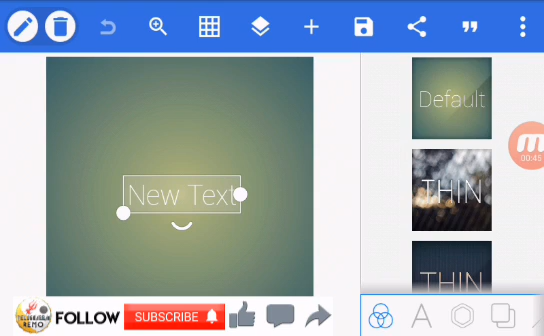 New Text
Default
THIN
THIN
00:45
FOLLOW
SUBSCRIBE